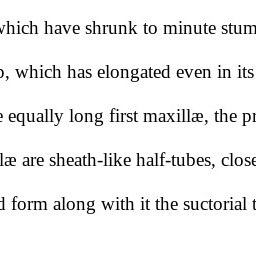 which have shrunk to minute stum
, which has elongated even in its
equally long first maxillæ, the pr
læ are sheath-like half-tubes, close
form along with it the suctorial